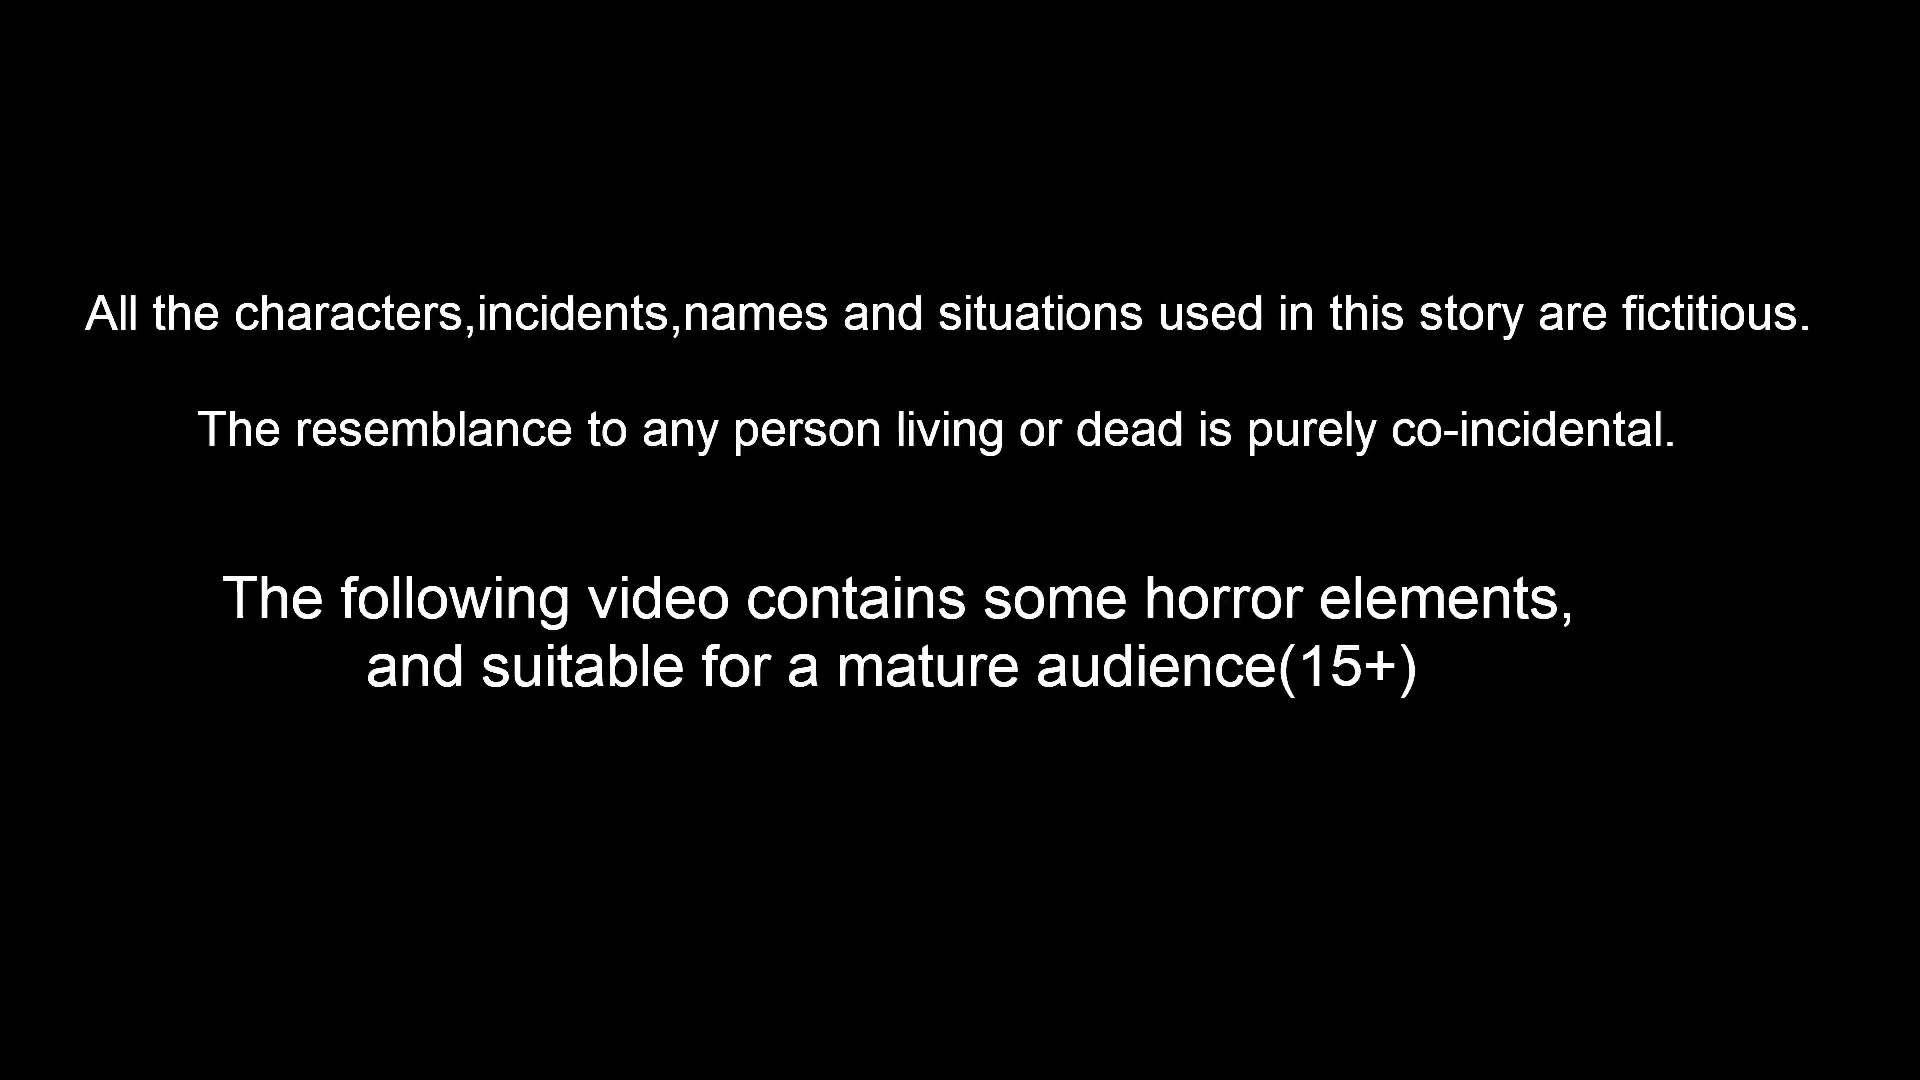 All the characters,incidents,names and situations used in this story are fictitious.
The resemblance to any person living or dead is purely co-incidental.
The following video contains some horror elements,
and suitable for a mature audience(15+)